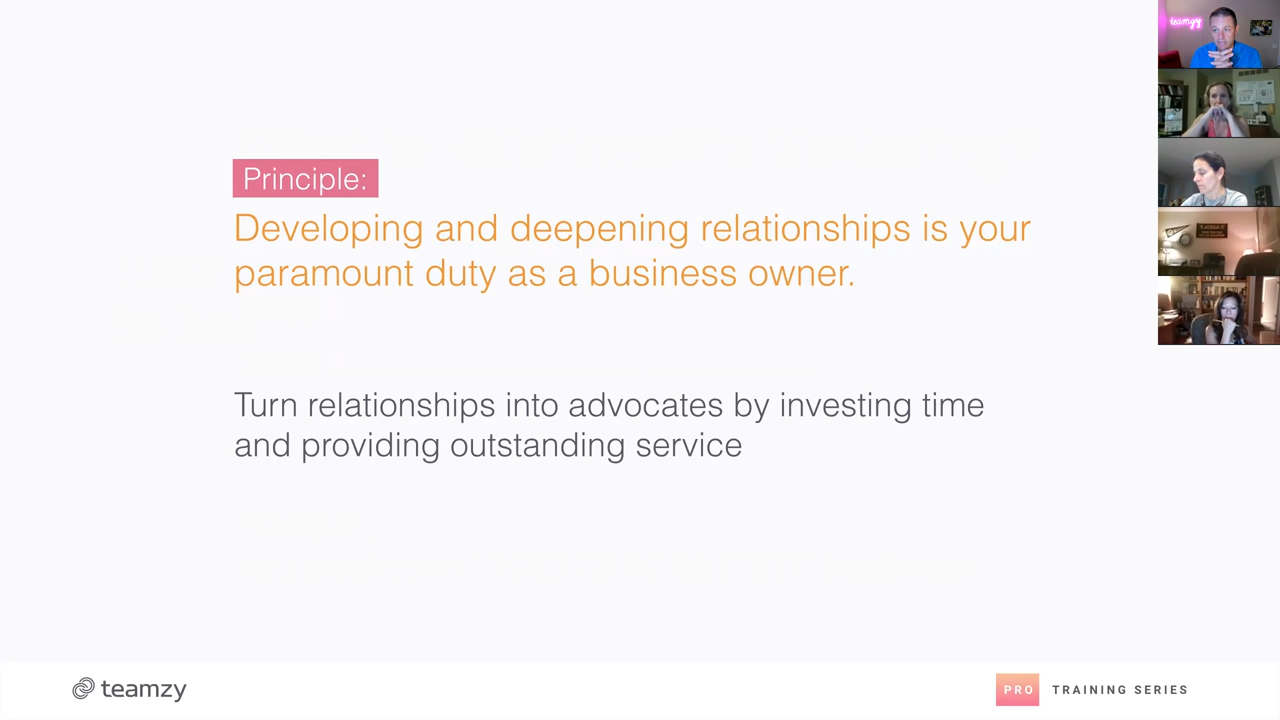 Principle:
Developing and deepening relationships is your
paramount duty as a business owner.
Turn relationships into advocates by investing time
and providing outstanding service
teamzy
PRO TRAINING SERIES
teamzy